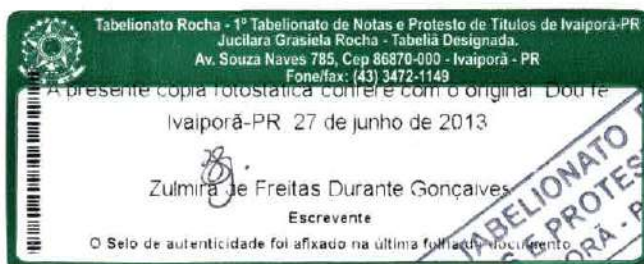 Tabelionato Rocha - 1º Tabelionato de Notas e Protesto de Títulos de Ivaiporã-PR
Jucilara Grasiela Rocha - Tabeliã Designada.
Av. Souza Naves 785, Cep 86870-000 - Ivaiporã - PR
Fone/fax: (43) 3472-1149
A presente cópia fotostática confere com o original. Dou fé
Ivaiporã-PR 27 de junho de 2013
Zulmira de Freitas Durante Gonçalves
Escrevente
O Selo de autenticidade foi afixado na última folha do documento
TABELIONATO
S E PROTES